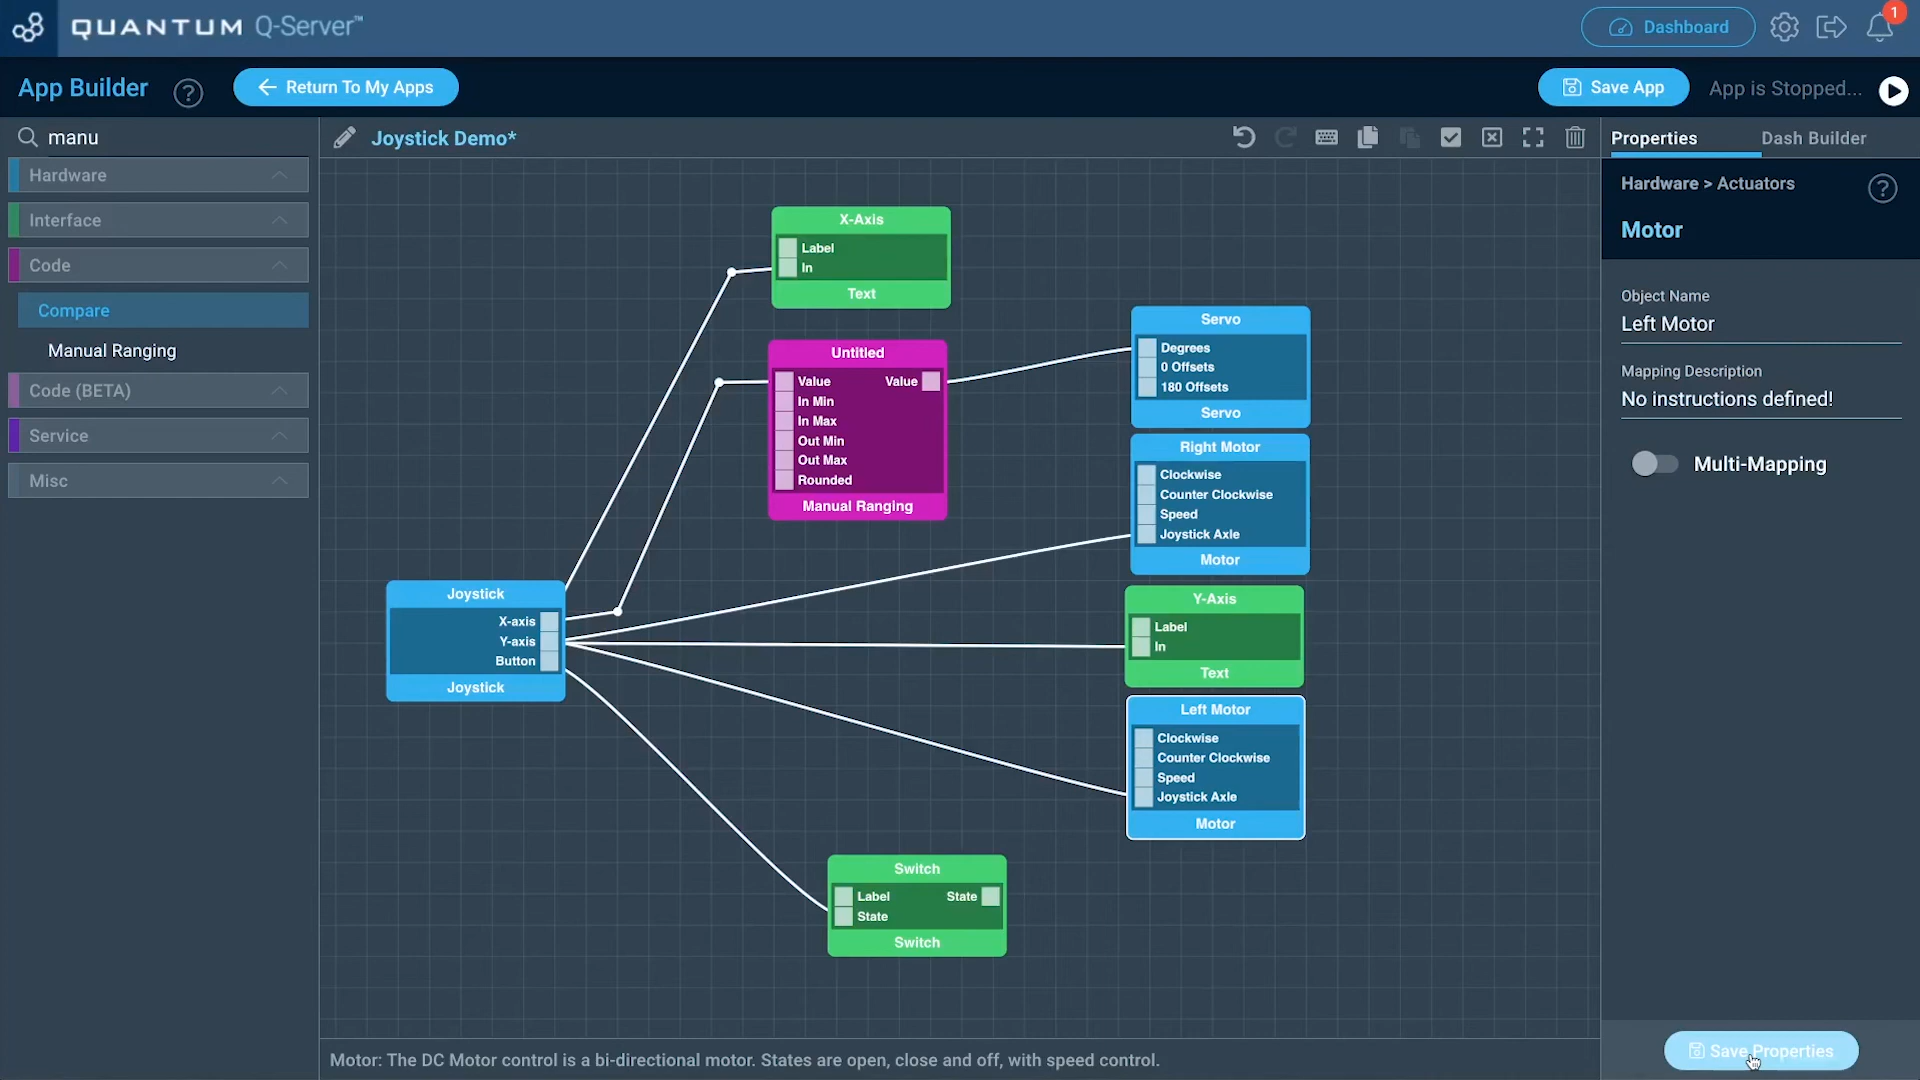 QUANTUM Q-Server™
Dashboard
1
App Builder
?
Return To My Apps
Save App
App is Stopped...
manu
Joystick Demo*
Properties
Dash Builder
Hardware
Interface
Code
Compare
Manual Ranging
Code (BETA)
Service
Misc
X-Axis
Label
In
Text
Untitled
Value
Value
In Min
In Max
Out Min
Out Max
Rounded
Manual Ranging
Servo
Degrees
0 Offsets
180 Offsets
Servo
Right Motor
Clockwise
Counter Clockwise
Speed
Joystick Axle
Motor
Joystick
X-axis
Y-axis
Button
Joystick
Y-Axis
Label
In
Text
Left Motor
Clockwise
Counter Clockwise
Speed
Joystick Axle
Motor
Switch
Label
State
State
Switch
Hardware > Actuators
?
Motor
Object Name
Left Motor
Mapping Description
No instructions defined!
Multi-Mapping
Motor: The DC Motor control is a bi-directional motor. States are open, close and off, with speed control.
Save Properties